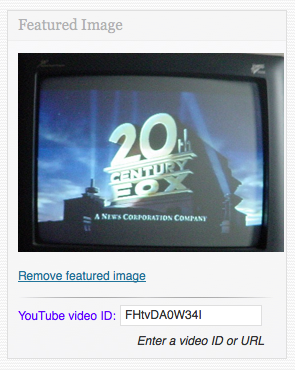 Featured Image
20th
CENTURY
FOX
A NEWS CORPORATION COMPANY
Remove featured image
YouTube video ID: FHtvDA0W34I
Enter a video ID or URL